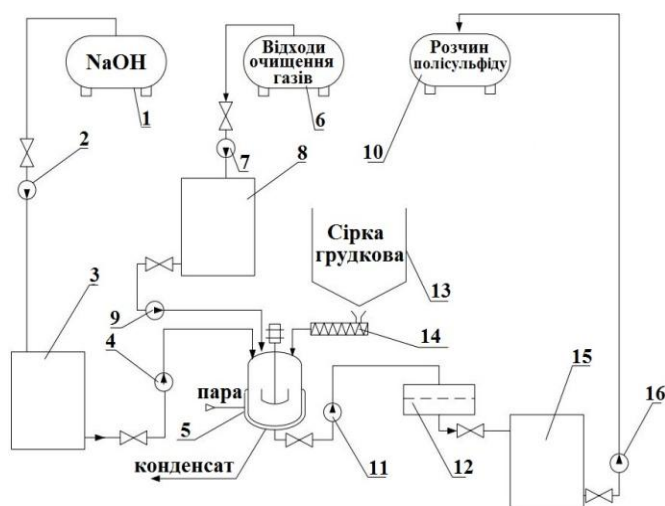 NaOH
1
2
Відходи
очищення
газів
6
7
8
Розчин
полісульфіду
10
Сірка
грудкова
13
14
3
9
4
пара
5
конденсат
11
12
15
16